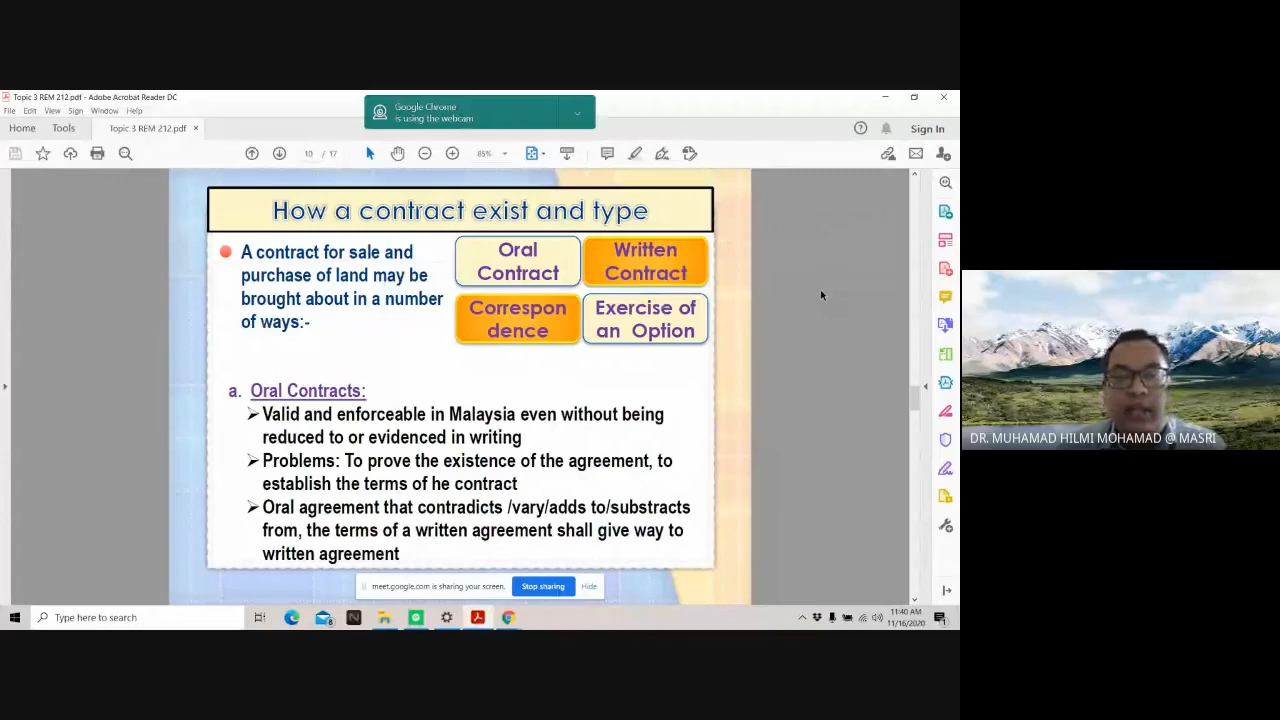 Topic 3 REM 212.pdf - Adobe Acrobat Reader DC
File Edit View Sign Window Help
Google Chrome
is using the webcam
Home Tools Topic 3 REM 212.pdf × Sign In
10 / 17 85%
How a contract exist and type
A contract for sale and
purchase of land may be
brought about in a number
of ways:-
Oral
Contract
Written
Contract
Correspon
dence
Exercise of
an Option
a. Oral Contracts:
Valid and enforceable in Malaysia even without being
reduced to or evidenced in writing
Problems: To prove the existence of the agreement, to
establish the terms of he contract
Oral agreement that contradicts /vary/adds to/substracts
from, the terms of a written agreement shall give way to
written agreement
meet.google.com is sharing your screen. Stop sharing Hide
Type here to search
11:40 AM
11/16/2020
DR. MUHAMAD HILMI MOHAMAD @ MASRI